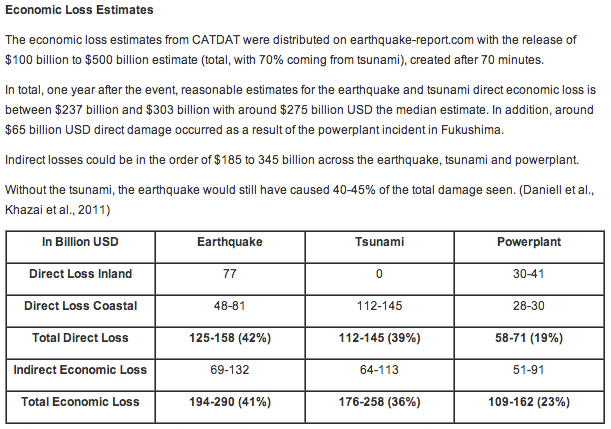 Economic Loss Estimates
The economic loss estimates from CATDAT were distributed on earthquake-report.com with the release of
$100 billion to $500 billion estimate (total, with 70% coming from tsunami), created after 70 minutes.
In total, one year after the event, reasonable estimates for the earthquake and tsunami direct economic loss is
between $237 billion and $303 billion with around $275 billion USD the median estimate. In addition, around
$65 billion USD direct damage occurred as a result of the powerplant incident in Fukushima.
Indirect losses could be in the order of $185 to 345 billion across the earthquake, tsunami and powerplant.
Without the tsunami, the earthquake would still have caused 40-45% of the total damage seen. (Daniell et al.,
Khazai et al., 2011)
In Billion USD Earthquake Tsunami Powerplant
Direct Loss Inland 77 0 30-41
Direct Loss Coastal 48-81 112-145 28-30
Total Direct Loss 125-158 (42%) 112-145 (39%) 58-71 (19%)
Indirect Economic Loss 69-132 64-113 51-91
Total Economic Loss 194-290 (41%) 176-258 (36%) 109-162 (23%)